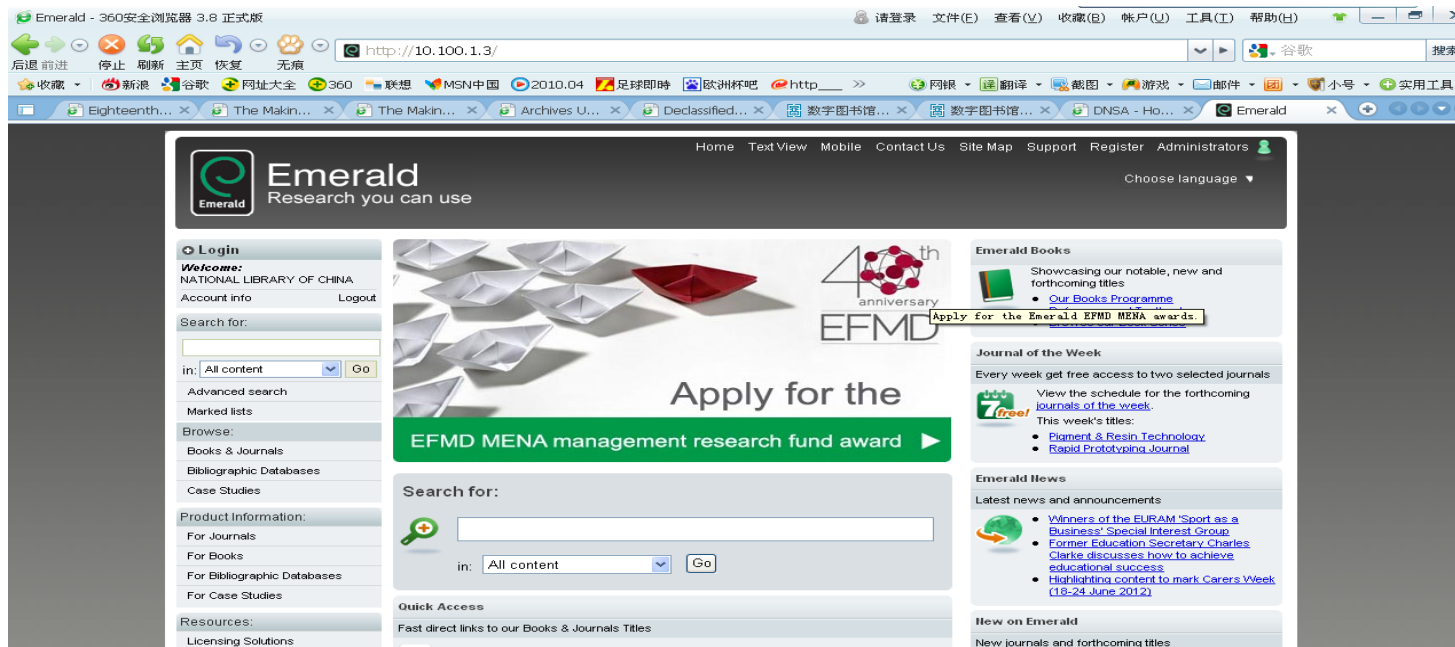 Emerald - 360安全浏览器 3.8 正式版
请登录 文件(F) 查看(V) 收藏(B) 帐户(U) 工具(T) 帮助(H)
http://10.100.1.3/
谷歌
搜索
后退 前进 停止 刷新 主页 恢复 无痕
收藏 新浪 谷歌 网址大全 360 联想 MSN中国 2010.04 足球即時 欧洲杯吧 http___ >> 网银 翻译 截图 游戏 邮件 小号 实用工具
Eighteenth... The Makin... The Makin... Archives U... Declassified... 数字图书馆... 数字图书馆... DNSA - Ho... Emerald
Home Text View Mobile Contact Us Site Map Support Register Administrators
Choose language
Emerald
Emerald
Research you can use
Login
Welcome:
NATIONAL LIBRARY OF CHINA
Account info Logout
Search for:
in: All content Go
Advanced search
Marked lists
Browse:
Books & Journals
Bibliographic Databases
Case Studies
Product Information:
For Journals
For Books
For Bibliographic Databases
For Case Studies
Resources:
Licensing Solutions
40th
anniversary
EFMD
Apply for the
EFMD MENA management research fund award
Apply for the Emerald EFMD MENA awards.
Search for:
in: All content Go
Quick Access
Fast direct links to our Books & Journals Titles
Emerald Books
Showcasing our notable, new and
forthcoming titles
Our Books Programme
Journal of the Week
Every week get free access to two selected journals
7 free!
View the schedule for the forthcoming
journals of the week.
This week's titles:
Pigment & Resin Technology
Rapid Prototyping Journal
Emerald News
Latest news and announcements
Winners of the EURAM 'Sport as a
Business' Special Interest Group
Former Education Secretary Charles
Clarke discusses how to achieve
educational success
Highlighting content to mark Carers Week
(18-24 June 2012)
New on Emerald
New journals and forthcoming titles